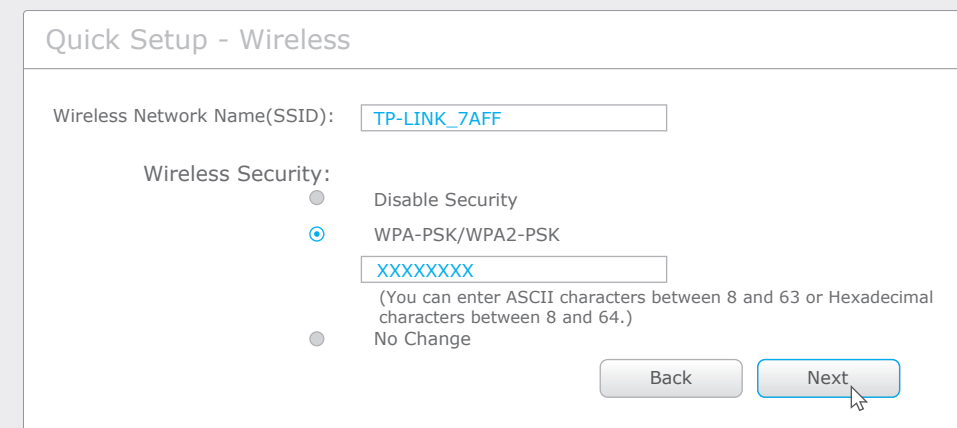 Quick Setup - Wireless
Wireless Network Name(SSID):
TP-LINK_7AFF
Wireless Security:
Disable Security
WPA-PSK/WPA2-PSK
XXXXXXXX
(You can enter ASCII characters between 8 and 63 or Hexadecimal
characters between 8 and 64.)
No Change
Back
Next